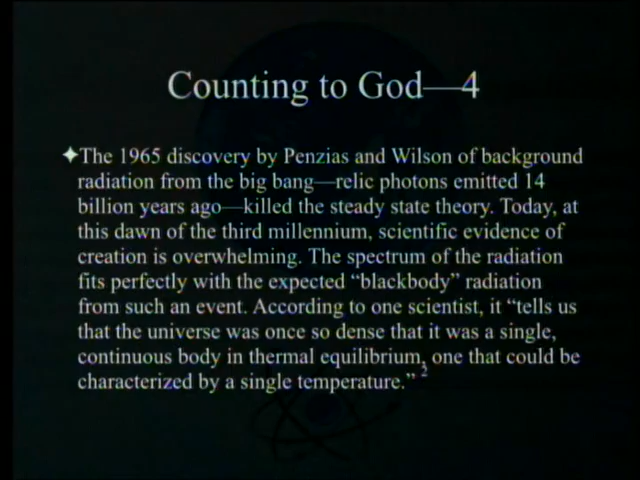 Counting to God—4
✦The 1965 discovery by Penzias and Wilson of background
radiation from the big bang—relic photons emitted 14
billion years ago—killed the steady state theory. Today, at
this dawn of the third millennium, scientific evidence of
creation is overwhelming. The spectrum of the radiation
fits perfectly with the expected “blackbody” radiation
from such an event. According to one scientist, it “tells us
that the universe was once so dense that it was a single,
continuous body in thermal equilibrium, one that could be
characterized by a single temperature.” 2